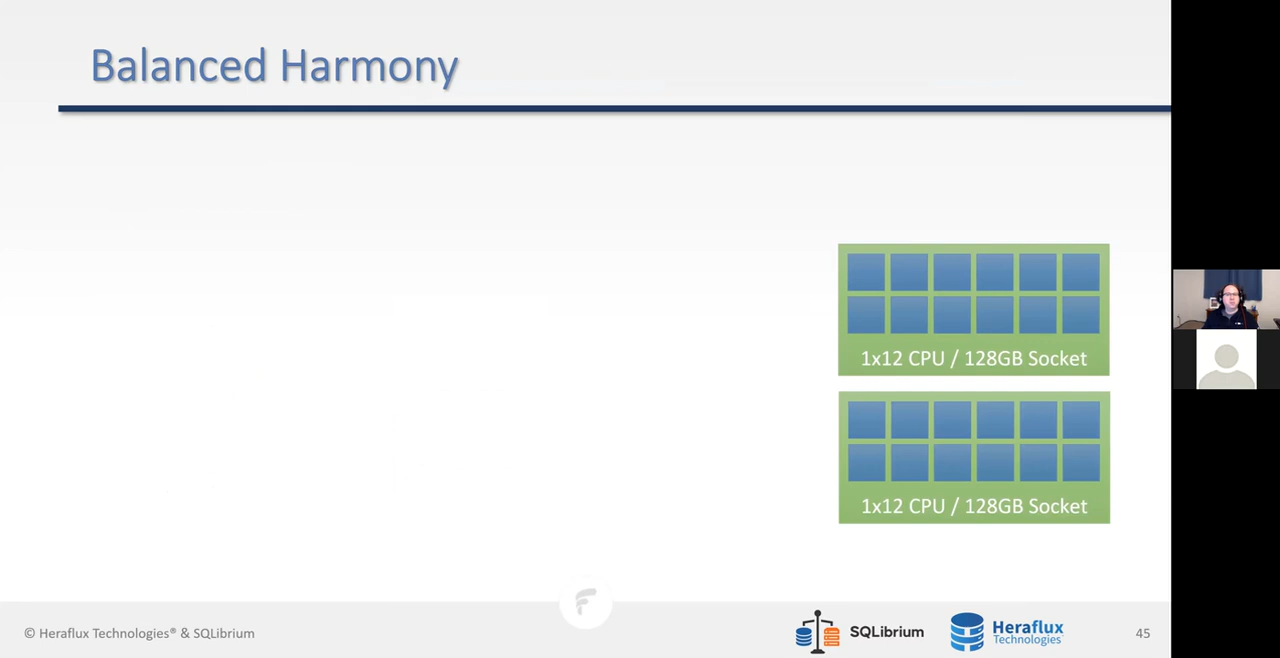 Balanced Harmony
1x12 CPU / 128GB Socket
1x12 CPU / 128GB Socket
© Heraflux Technologies® & SQLibrium
SQLibrium
Heraflux
Technologies
45